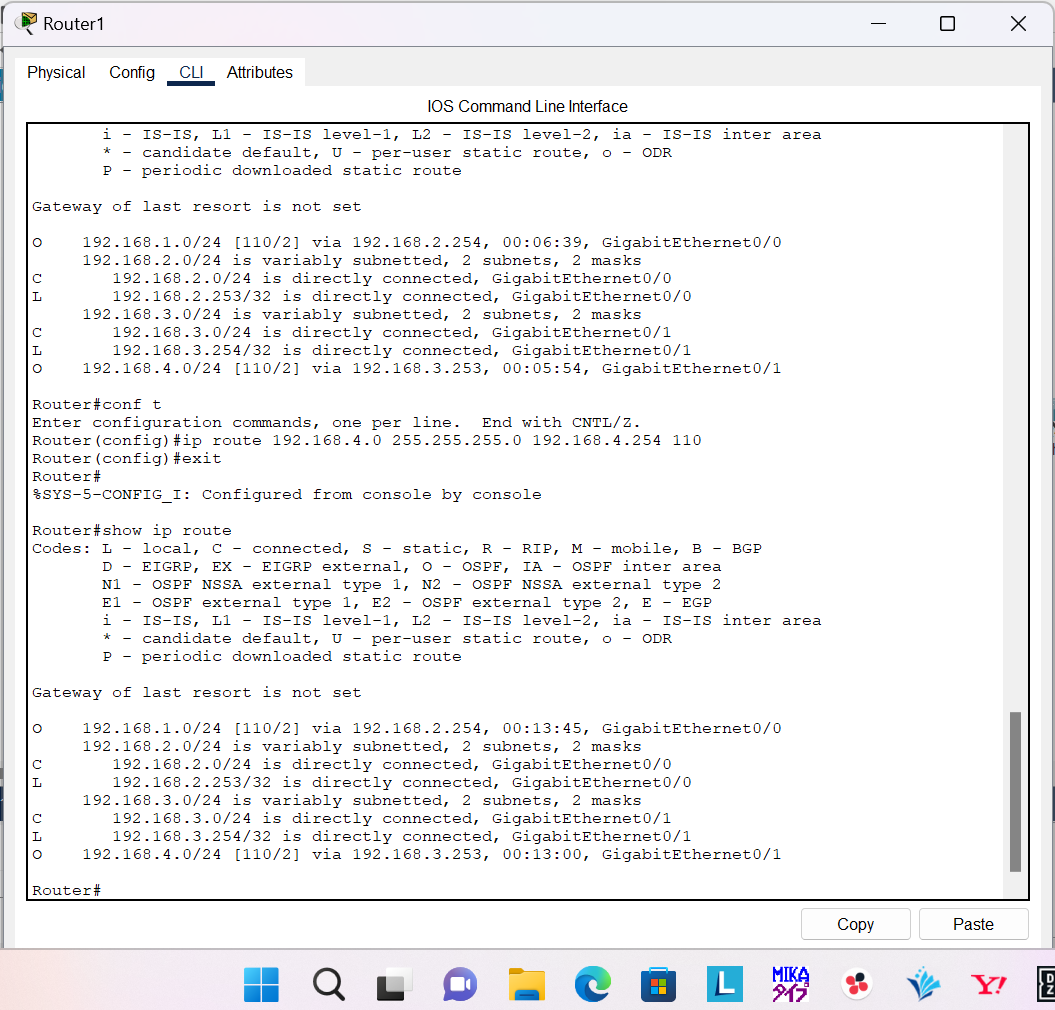 Router1
Physical Config CLI Attributes
IOS Command Line Interface
i - IS-IS, L1 - IS-IS level-1, L2 - IS-IS level-2, ia - IS-IS inter area
* - candidate default, U - per-user static route, o - ODR
P - periodic downloaded static route
Gateway of last resort is not set
O 192.168.1.0/24 [110/2] via 192.168.2.254, 00:06:39, GigabitEthernet0/0
192.168.2.0/24 is variably subnetted, 2 subnets, 2 masks
C 192.168.2.0/24 is directly connected, GigabitEthernet0/0
L 192.168.2.253/32 is directly connected, GigabitEthernet0/0
192.168.3.0/24 is variably subnetted, 2 subnets, 2 masks
C 192.168.3.0/24 is directly connected, GigabitEthernet0/1
L 192.168.3.254/32 is directly connected, GigabitEthernet0/1
O 192.168.4.0/24 [110/2] via 192.168.3.253, 00:05:54, GigabitEthernet0/1
Router#conf t
Enter configuration commands, one per line. End with CNTL/Z.
Router(config)#ip route 192.168.4.0 255.255.255.0 192.168.4.254 110
Router(config)#exit
Router#
%SYS-5-CONFIG_I: Configured from console by console
Router#show ip route
Codes: L - local, C - connected, S - static, R - RIP, M - mobile, B - BGP
D - EIGRP, EX - EIGRP external, O - OSPF, IA - OSPF inter area
N1 - OSPF NSSA external type 1, N2 - OSPF NSSA external type 2
E1 - OSPF external type 1, E2 - OSPF external type 2, E - EGP
i - IS-IS, L1 - IS-IS level-1, L2 - IS-IS level-2, ia - IS-IS inter area
* - candidate default, U - per-user static route, o - ODR
P - periodic downloaded static route
Gateway of last resort is not set
O 192.168.1.0/24 [110/2] via 192.168.2.254, 00:13:45, GigabitEthernet0/0
192.168.2.0/24 is variably subnetted, 2 subnets, 2 masks
C 192.168.2.0/24 is directly connected, GigabitEthernet0/0
L 192.168.2.253/32 is directly connected, GigabitEthernet0/0
192.168.3.0/24 is variably subnetted, 2 subnets, 2 masks
C 192.168.3.0/24 is directly connected, GigabitEthernet0/1
L 192.168.3.254/32 is directly connected, GigabitEthernet0/1
O 192.168.4.0/24 [110/2] via 192.168.3.253, 00:13:00, GigabitEthernet0/1
Router#
Copy Paste
L MIKA Y!
タイプ